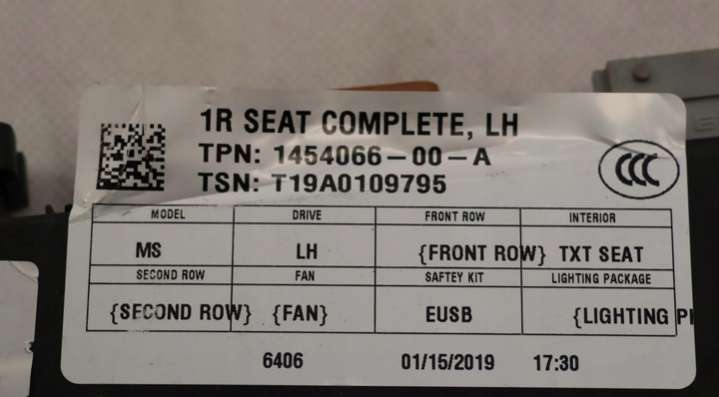 1R SEAT COMPLETE, LH
TPN: 1454066-00-A
TSN: T19A0109795
CCC
MODEL DRIVE FRONT ROW INTERIOR
MS LH {FRONT ROW} TXT SEAT
SECOND ROW FAN SAFTEY KIT LIGHTING PACKAGE
{SECOND ROW} {FAN} EUSB {LIGHTING
6406 01/15/2019 17:30